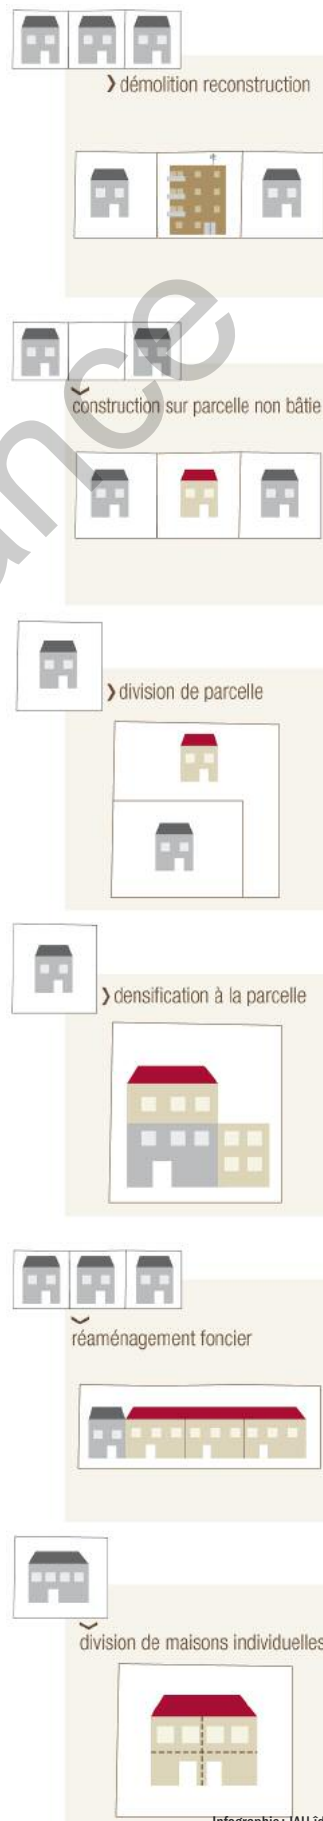 démolition reconstruction
construction sur parcelle non bâtie
division de parcelle
densification à la parcelle
réaménagement foncier
division de maisons individuelles